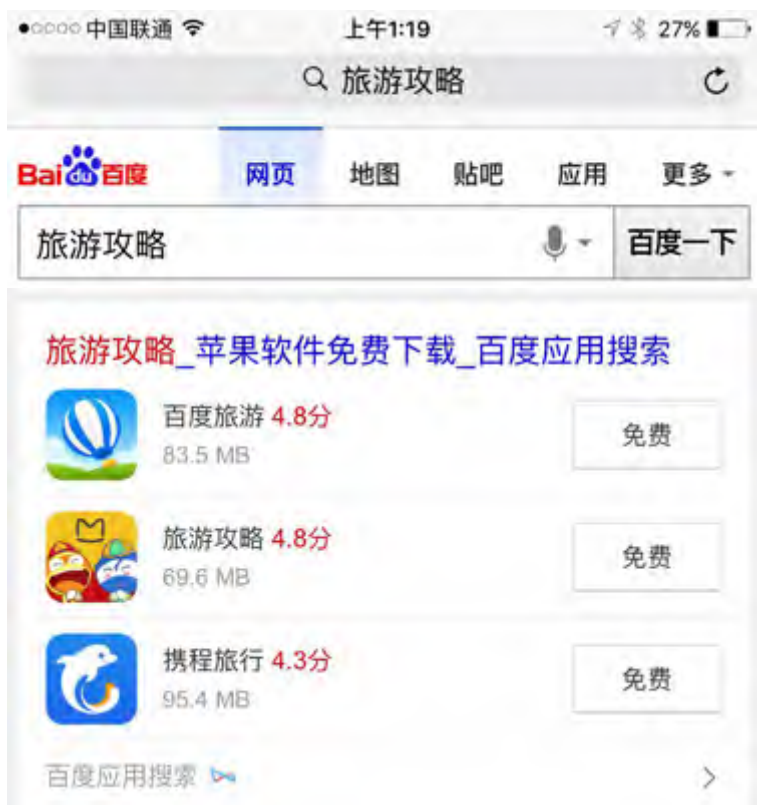 中国联通 上午1:19 27%
旅游攻略
Bai du 百度 网页 地图 贴吧 应用 更多
旅游攻略 百度一下
旅游攻略_苹果软件免费下载_百度应用搜索
百度旅游 4.8分
83.5 MB
免费
旅游攻略 4.8分
69.6 MB
免费
携程旅行 4.3分
95.4 MB
免费
百度应用搜索